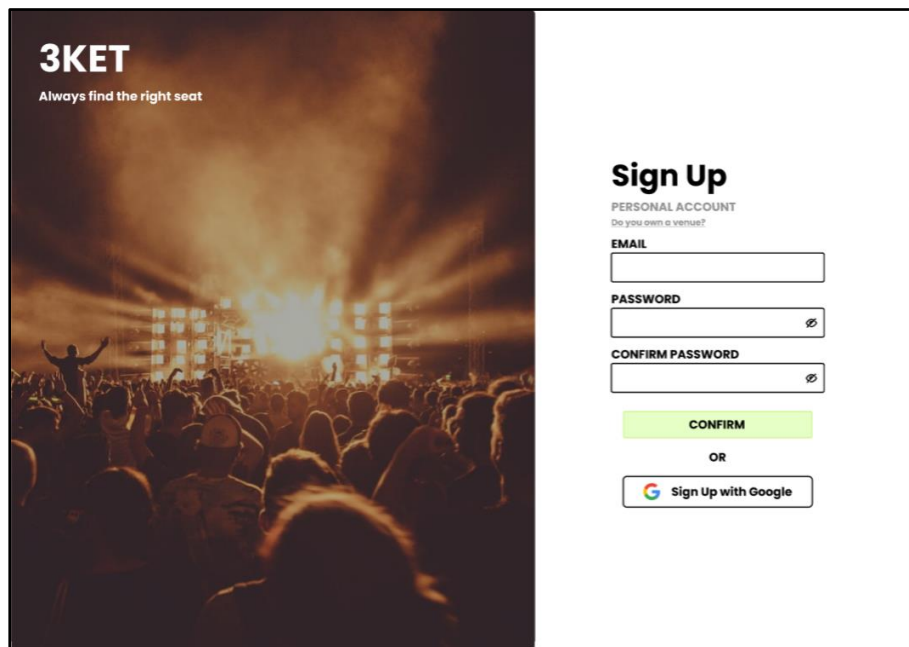 3KET
Always find the right seat
Sign Up
PERSONAL ACCOUNT
Do you own a venue?
EMAIL
PASSWORD
CONFIRM PASSWORD
CONFIRM
OR
Sign Up with Google